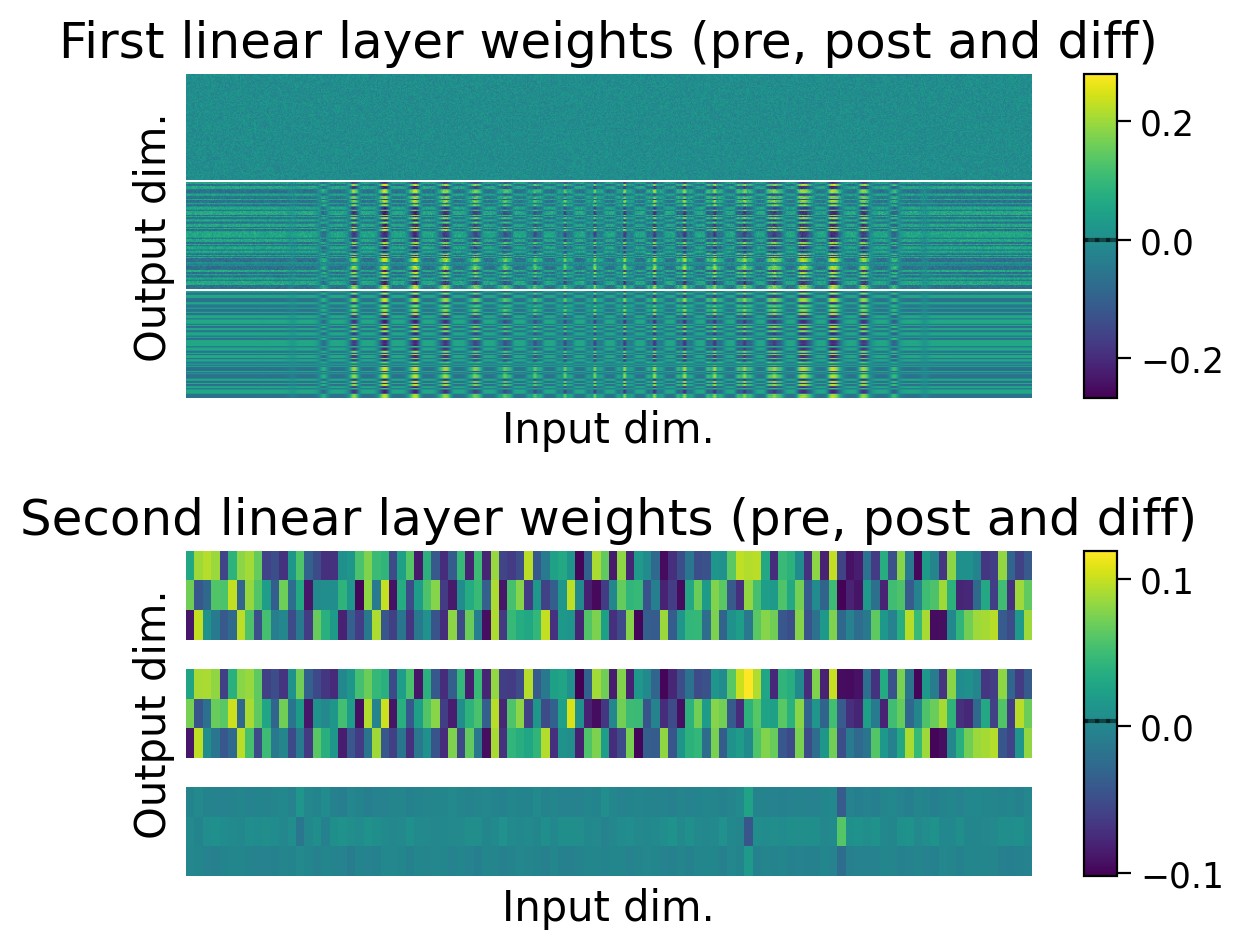 First linear layer weights (pre, post and diff)
Output dim.
0.2
0.0
−0.2
Input dim.
Second linear layer weights (pre, post and diff)
Output dim.
0.1
0.0
−0.1
Input dim.